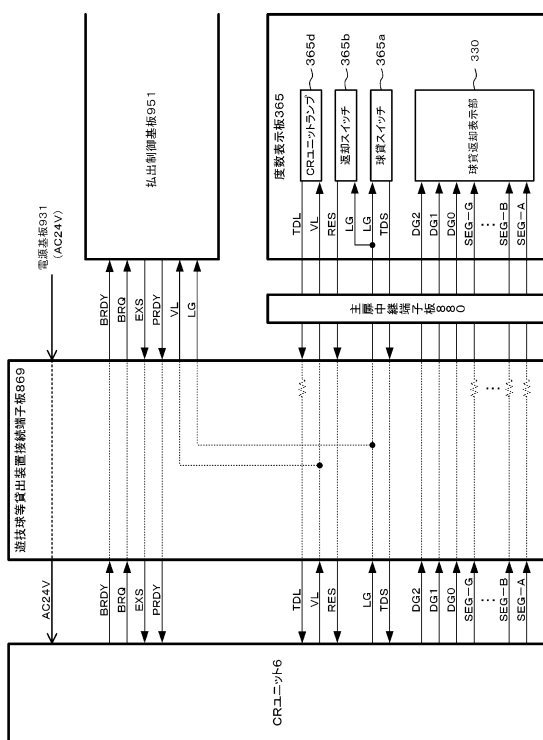 電源基板931
(AC24V)
払出制御基板951
度数表示板365
CRユニットランプ
365d
返却スイッチ
365b
球貸スイッチ
365a
球貸返却表示部
330
TDL
VL
RES
LG
LG
TDS
DG2
DG1
DG0
SEG-G
SEG-B
SEG-A
主扉中継端子板880
BRDY
BRQ
EXS
PRDY
VL
LG
遊技球等貸出装置接続端子板869
AC24V
BRDY
BRQ
EXS
PRDY
TDL
VL
RES
LG
TDS
DG2
DG1
DG0
SEG-G
SEG-B
SEG-A
CRユニット6